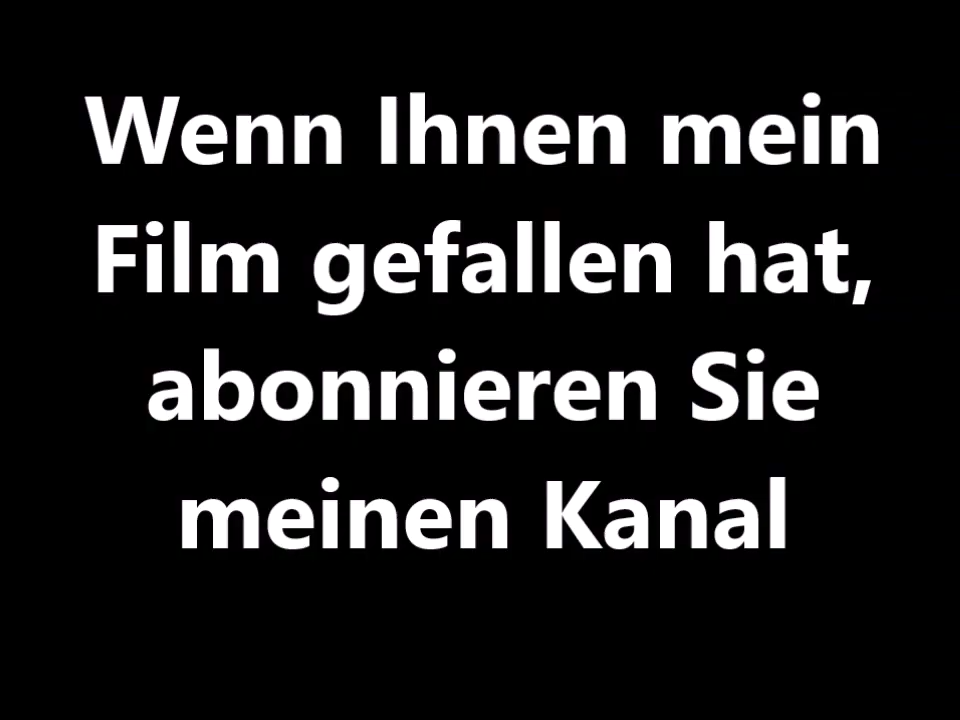 Wenn Ihnen mein
Film gefallen hat,
abonnieren Sie
meinen Kanal